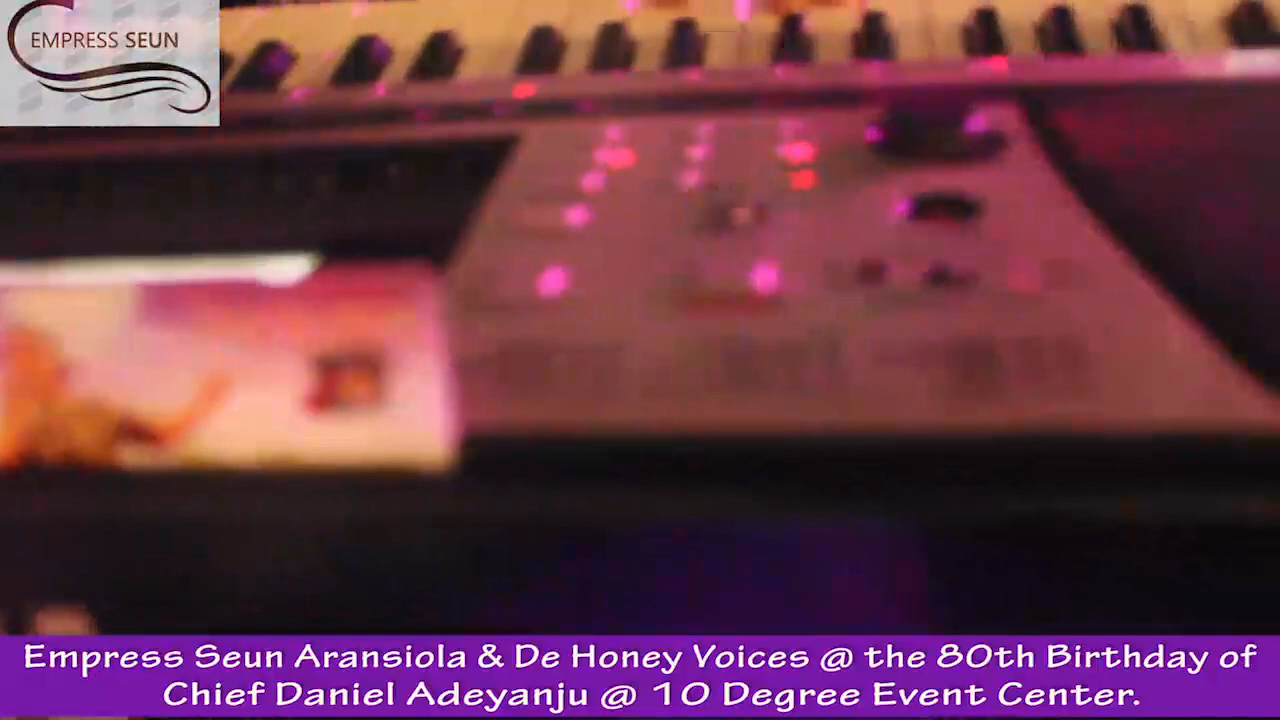 EMPRESS SEUN
Empress Seun Aransiola & De Honey Voices @ the 80th Birthday of
Chief Daniel Adeyanju @ 10 Degree Event Center.